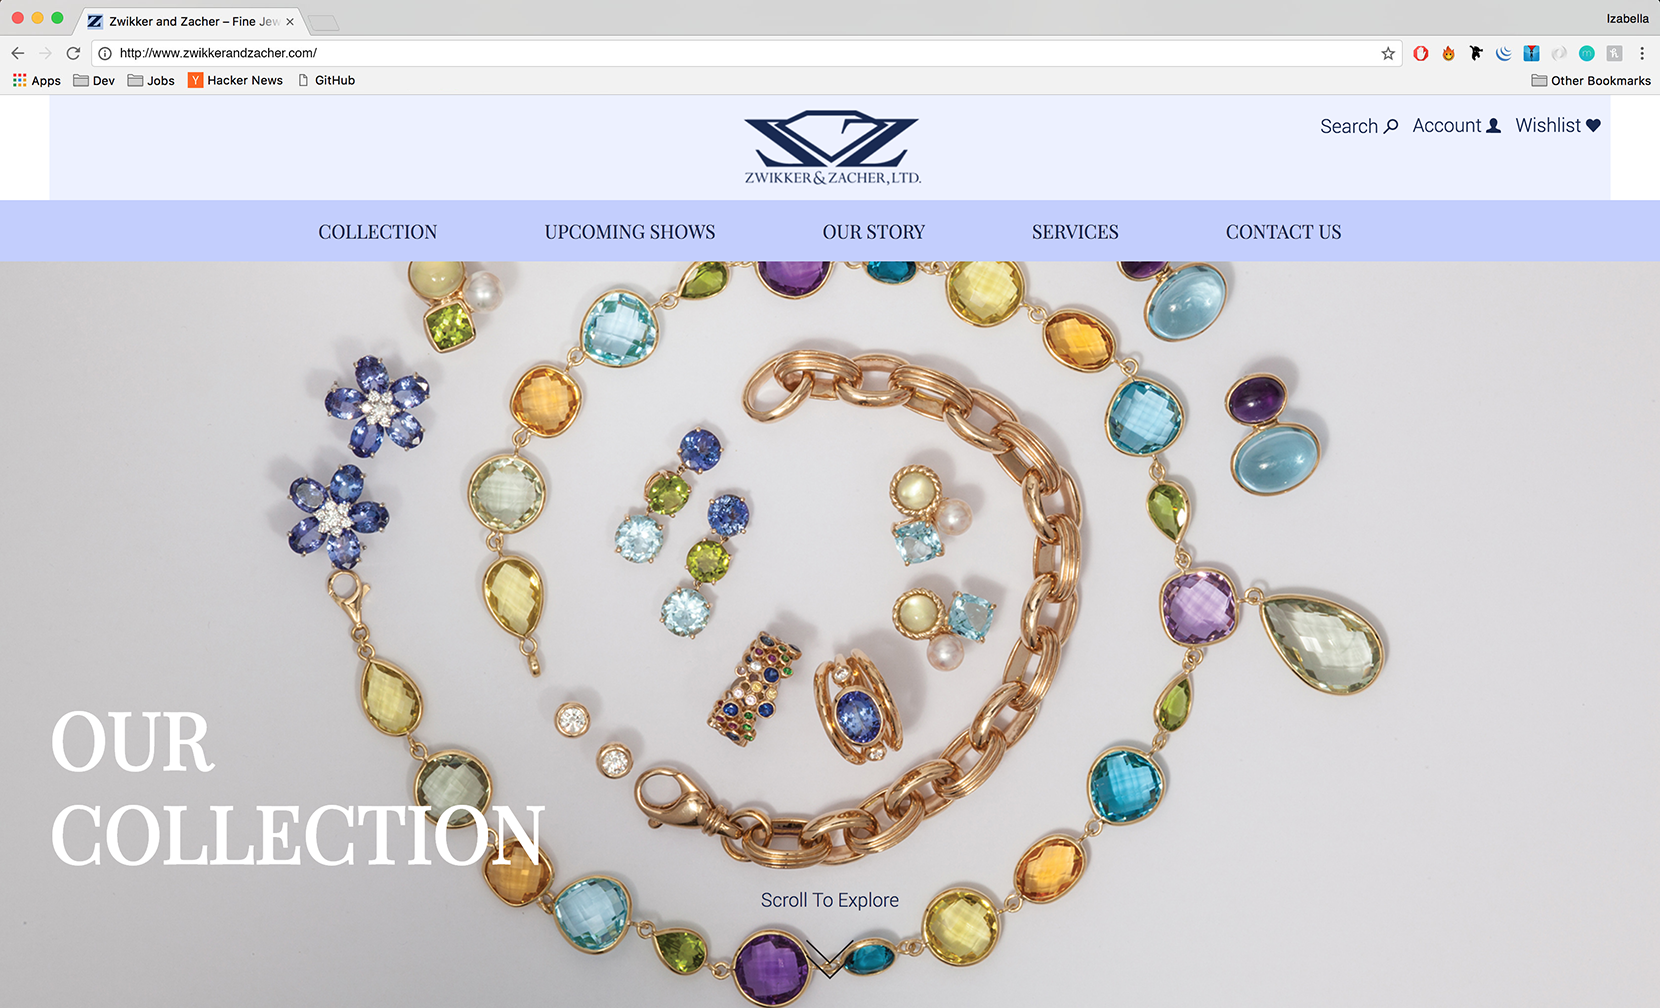 Zwikker and Zacher – Fine Jew
Izabella
http://www.zwikkerandzacher.com/
Apps Dev Jobs Y Hacker News GitHub Other Bookmarks
Search Account Wishlist
ZWIKKER & ZACHER, LTD.
COLLECTION UPCOMING SHOWS OUR STORY SERVICES CONTACT US
OUR
COLLECTION
Scroll To Explore